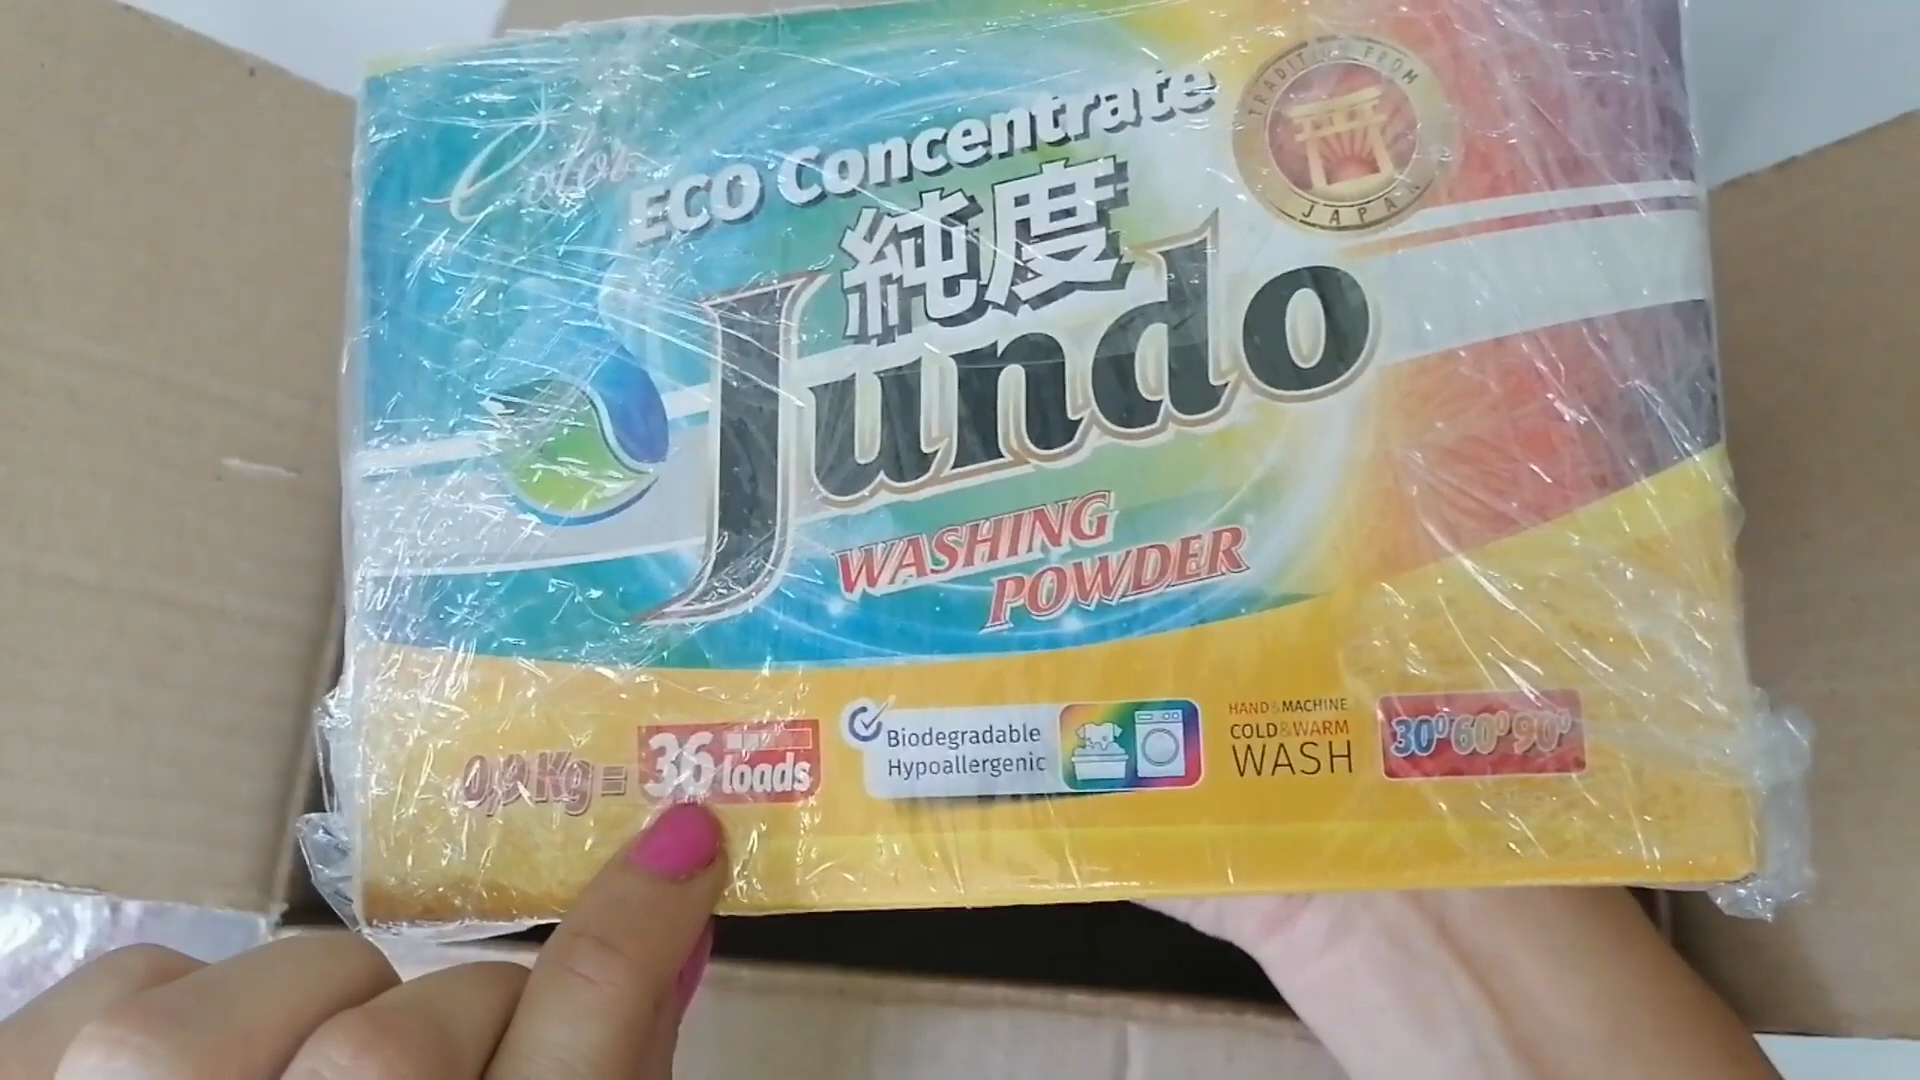 Color
ECO Concentrate
TRADITION FROM
JAPAN
純度
Jundo
WASHING
POWDER
0,9 Kg = 36 loads
Biodegradable
Hypoallergenic
HAND&MACHINE
COLD&WARM
WASH
30° 60° 90°